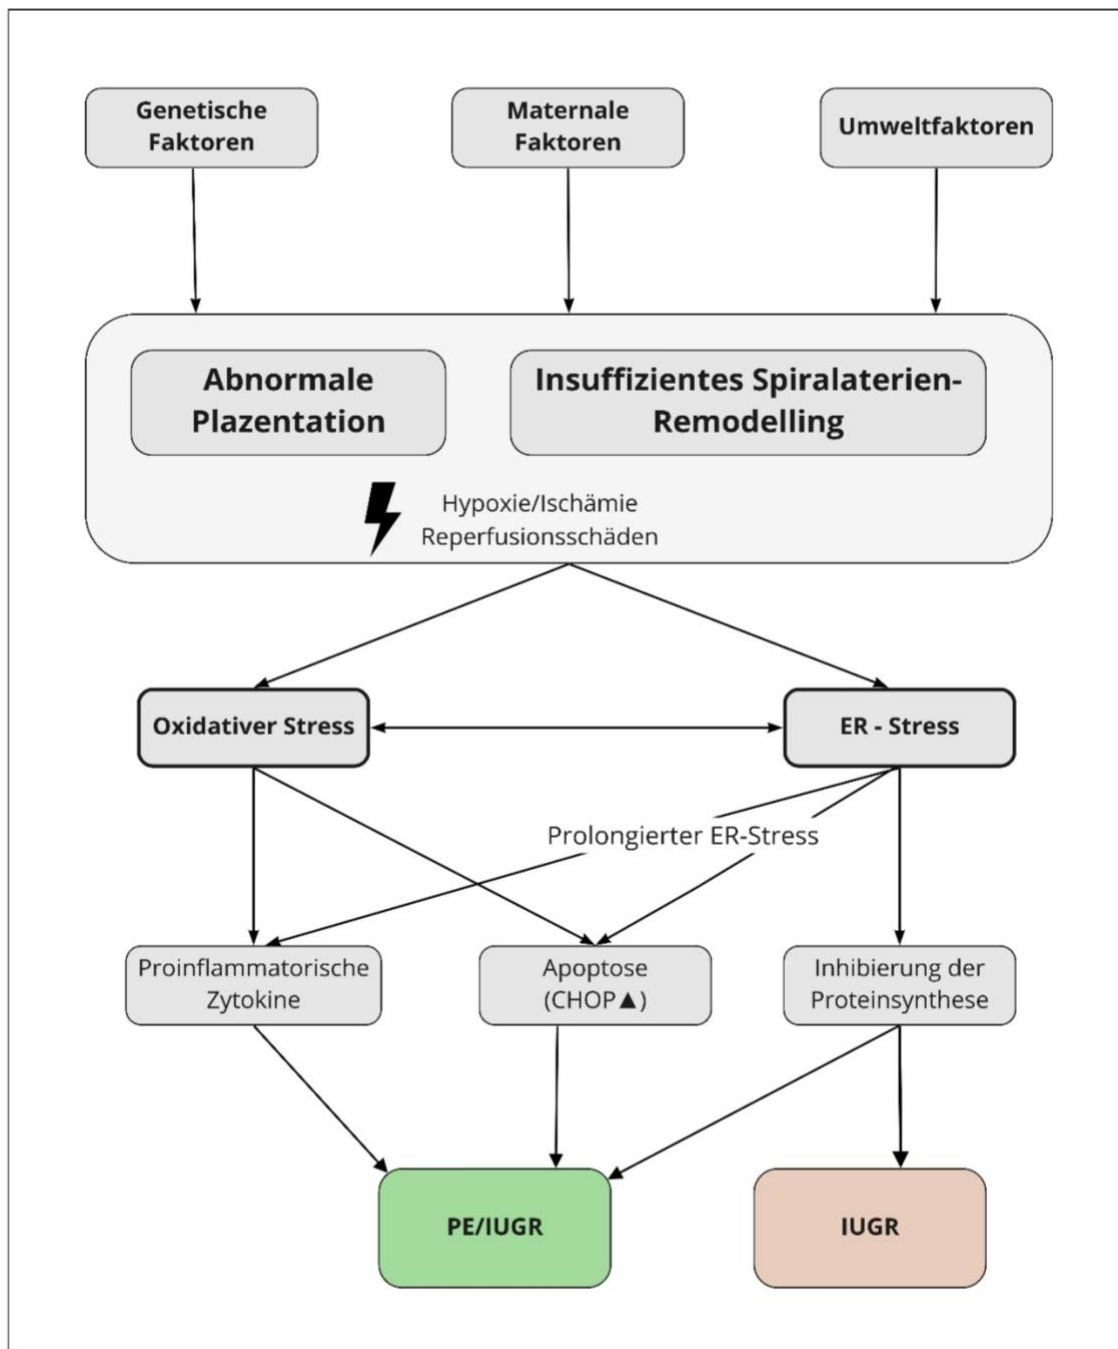 Genetische
Faktoren
Maternale
Faktoren
Umweltfaktoren
Abnormale
Plazentation
Insuffizientes Spiralaterien-
Remodelling
Hypoxie/Ischämie
Reperfusionsschäden
Oxidativer Stress
ER - Stress
Prolongierter ER-Stress
Proinflammatorische
Zytokine
Apoptose
(CHOP▲)
Inhibierung der
Proteinsynthese
PE/IUGR
IUGR